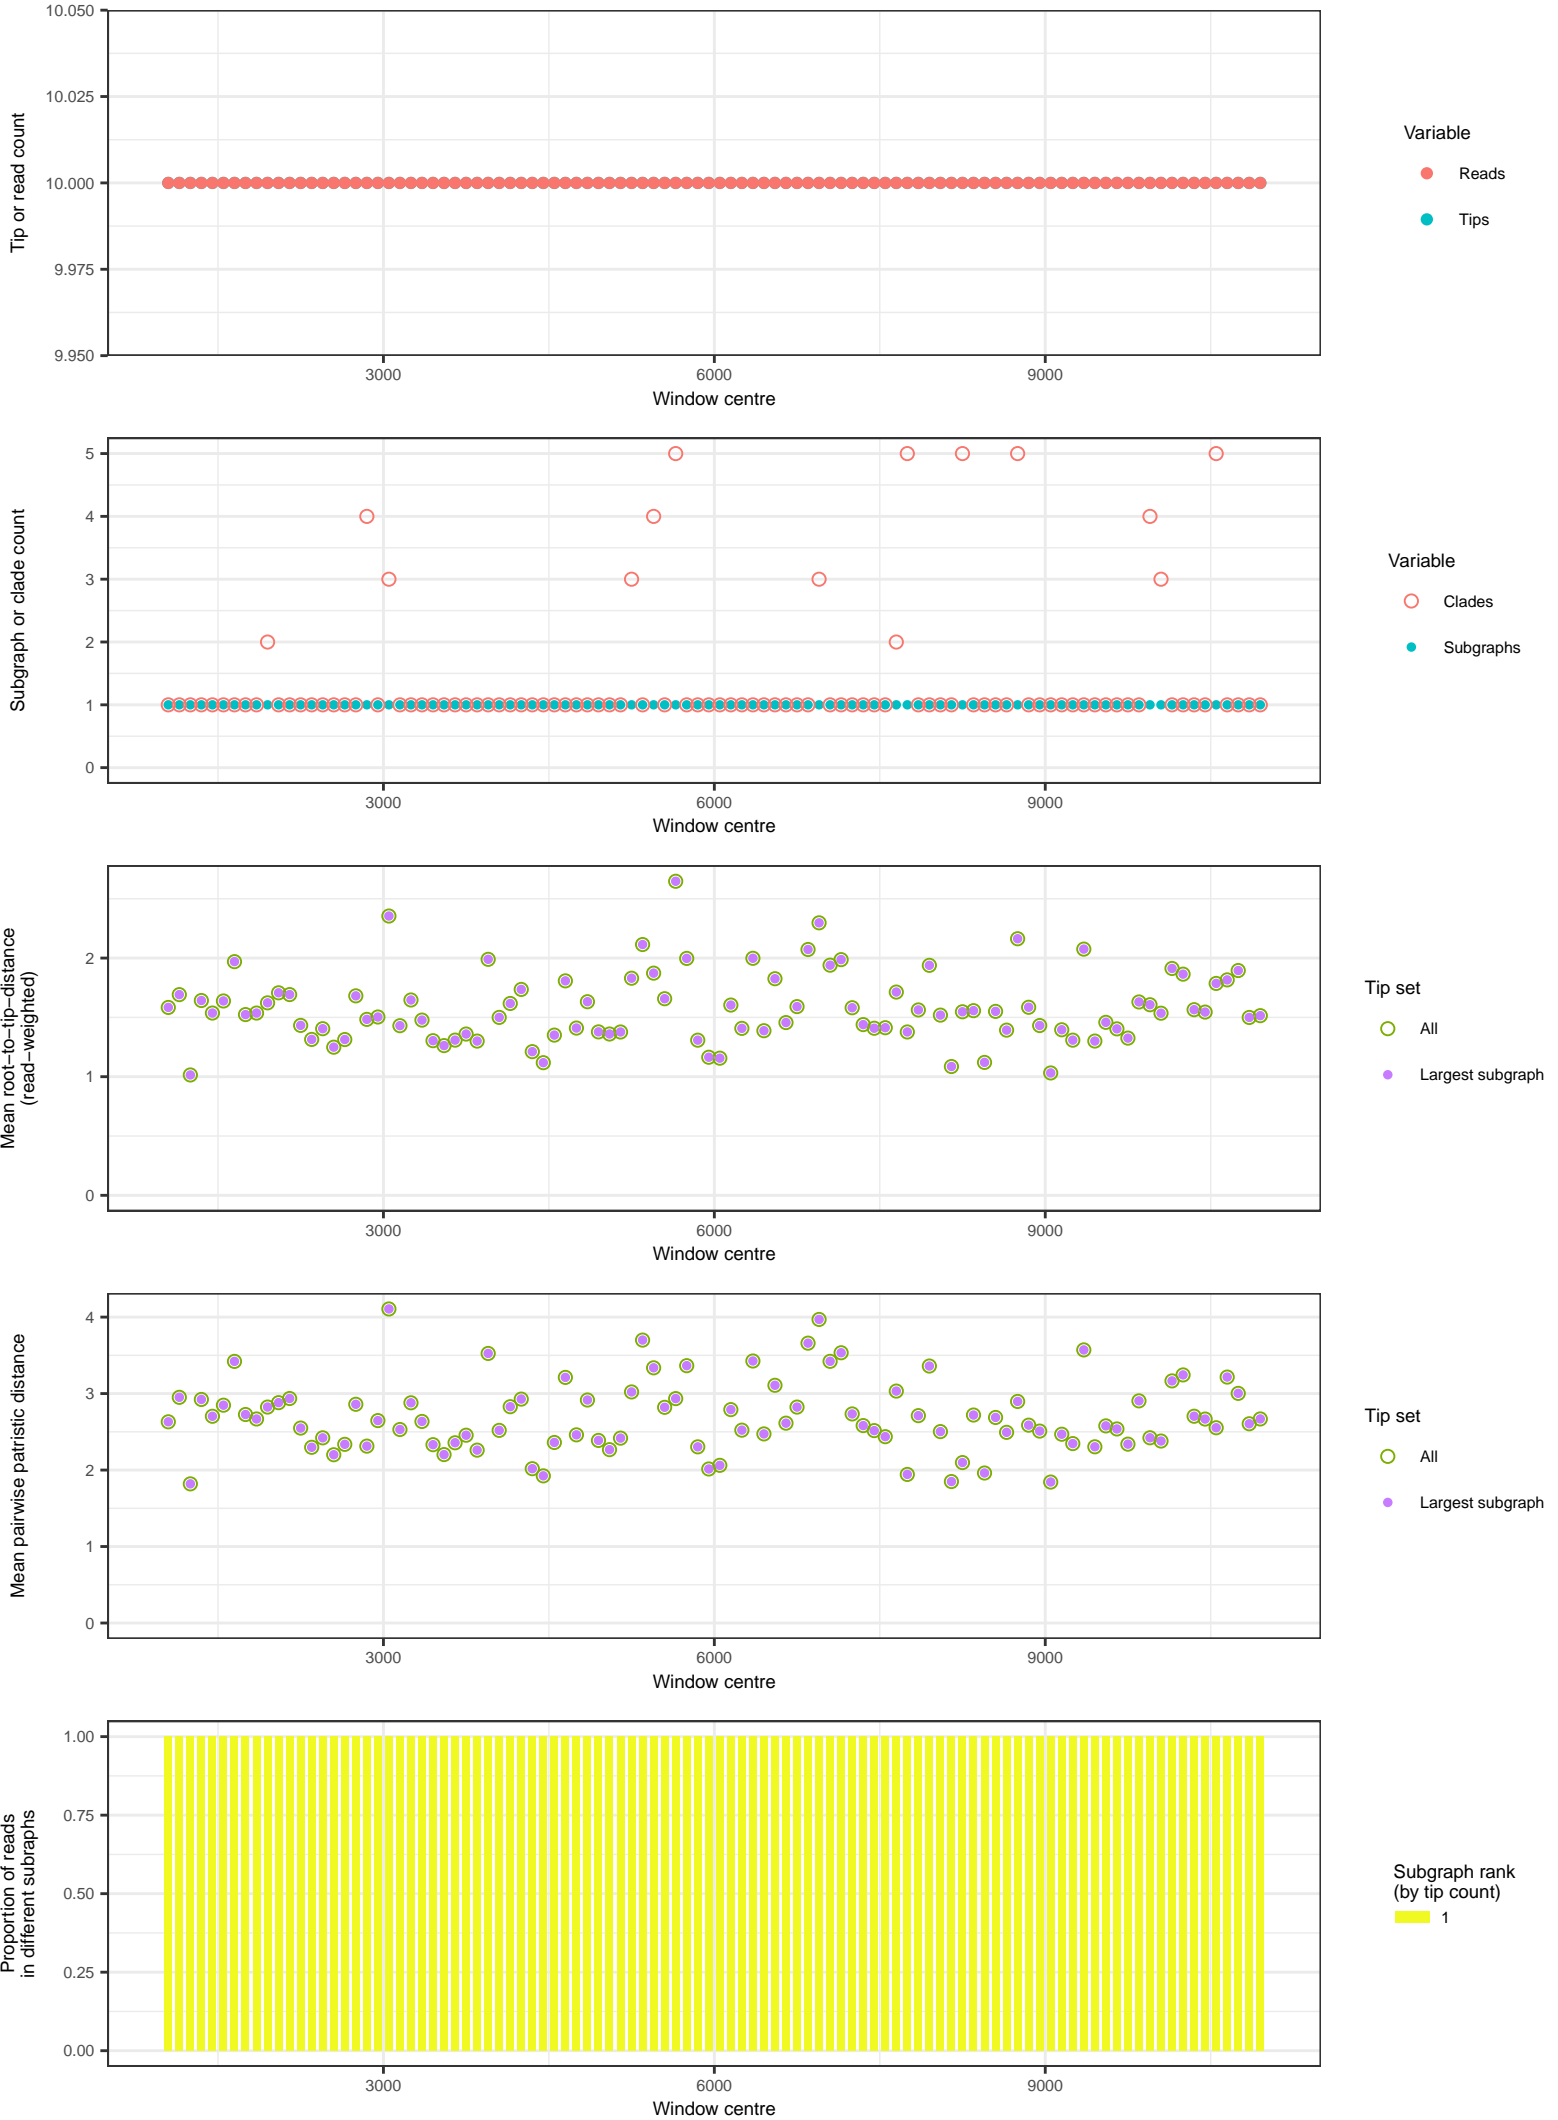 10.050
10.025
10.000
9.975
9.950
Tip or read count
3000
6000
9000
Window centre
Variable
Reads
Tips
5
4
3
2
1
0
Subgraph or clade count
3000
6000
9000
Window centre
Variable
Clades
Subgraphs
2
1
0
Mean root−to−tip−distance
(read−weighted)
3000
6000
9000
Window centre
Tip set
All
Largest subgraph
4
3
2
1
0
Mean pairwise patristic distance
3000
6000
9000
Window centre
Tip set
All
Largest subgraph
1.00
0.75
0.50
0.25
0.00
Proportion of reads
in different subraphs
3000
6000
9000
Window centre
Subgraph rank
(by tip count)
1